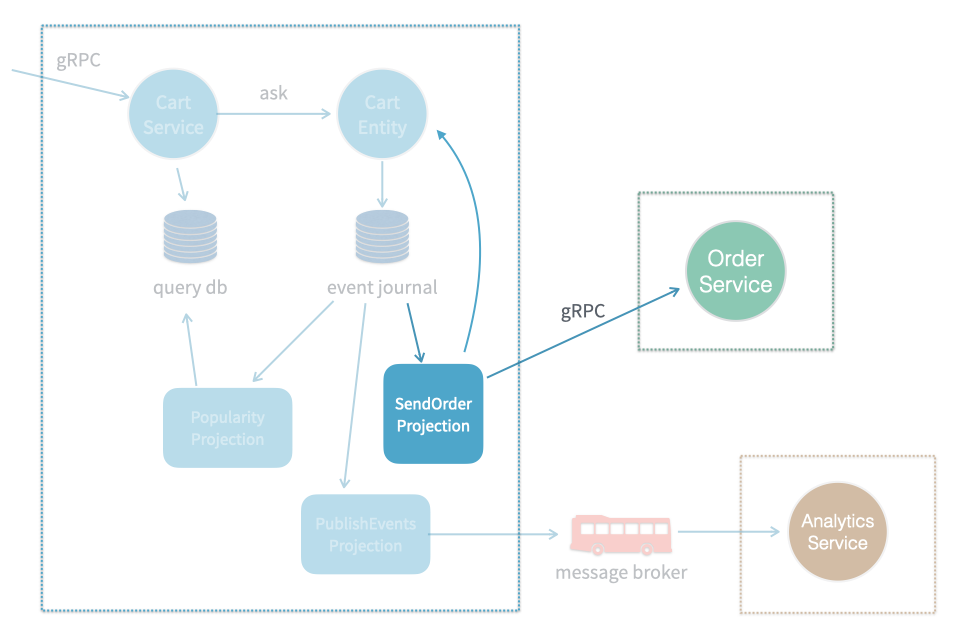 gRPC
Cart
Service
ask
Cart
Entity
query db
event journal
Order
Service
gRPC
SendOrder
Projection
Popularity
Projection
PublishEvents
Projection
message broker
Analytics
Service